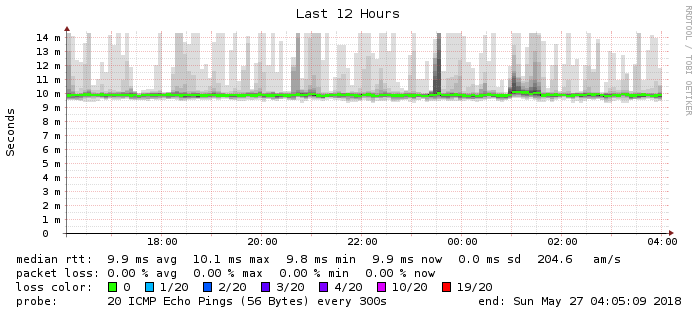 Last 12 Hours
RRDTOOL / TOBI OETIKER
Seconds
14 m
13 m
12 m
11 m
10 m
9 m
8 m
7 m
6 m
5 m
4 m
3 m
2 m
1 m
0
18:00 20:00 22:00 00:00 02:00 04:00
median rtt: 9.9 ms avg 10.1 ms max 9.8 ms min 9.9 ms now 0.0 ms sd 204.6 am/s
packet loss: 0.00 % avg 0.00 % max 0.00 % min 0.00 % now
loss color: 0 1/20 2/20 3/20 4/20 10/20 19/20
probe: 20 ICMP Echo Pings (56 Bytes) every 300s end: Sun May 27 04:05:09 2018